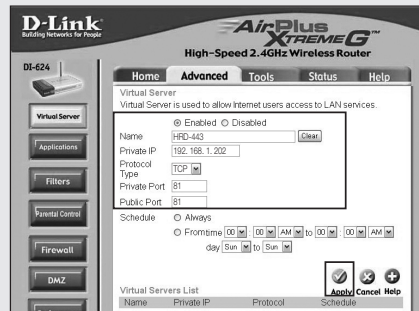 D-Link
Building Networks for People
AirPlus
XTREME G™
High-Speed 2.4GHz Wireless Router
DI-624
Home Advanced Tools Status Help
Virtual Server
Virtual Server is used to allow Internet users access to LAN services.
Virtual Server
Enabled Disabled
Name HRD-443 Clear
Applications
Private IP 192.168.1.202
Protocol Type TCP
Filters
Private Port 81
Public Port 81
Parental Control
Schedule Always
From time 00 : 00 AM to 00 : 00 AM
day Sun to Sun
Firewall
DMZ
Apply Cancel Help
Virtual Servers List
Name Private IP Protocol Schedule